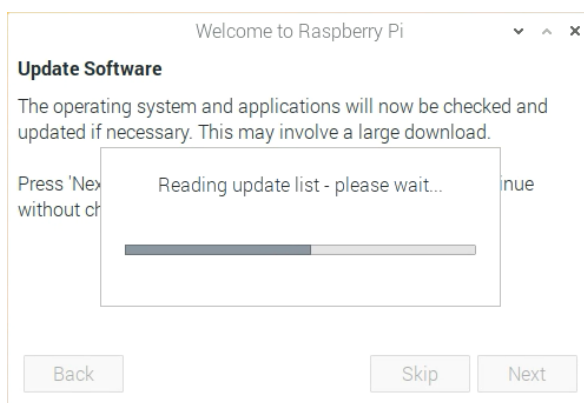 Welcome to Raspberry Pi
Update Software
The operating system and applications will now be checked and
updated if necessary. This may involve a large download.
Press 'Nex
inue
without ch
Reading update list - please wait...
Back
Skip
Next